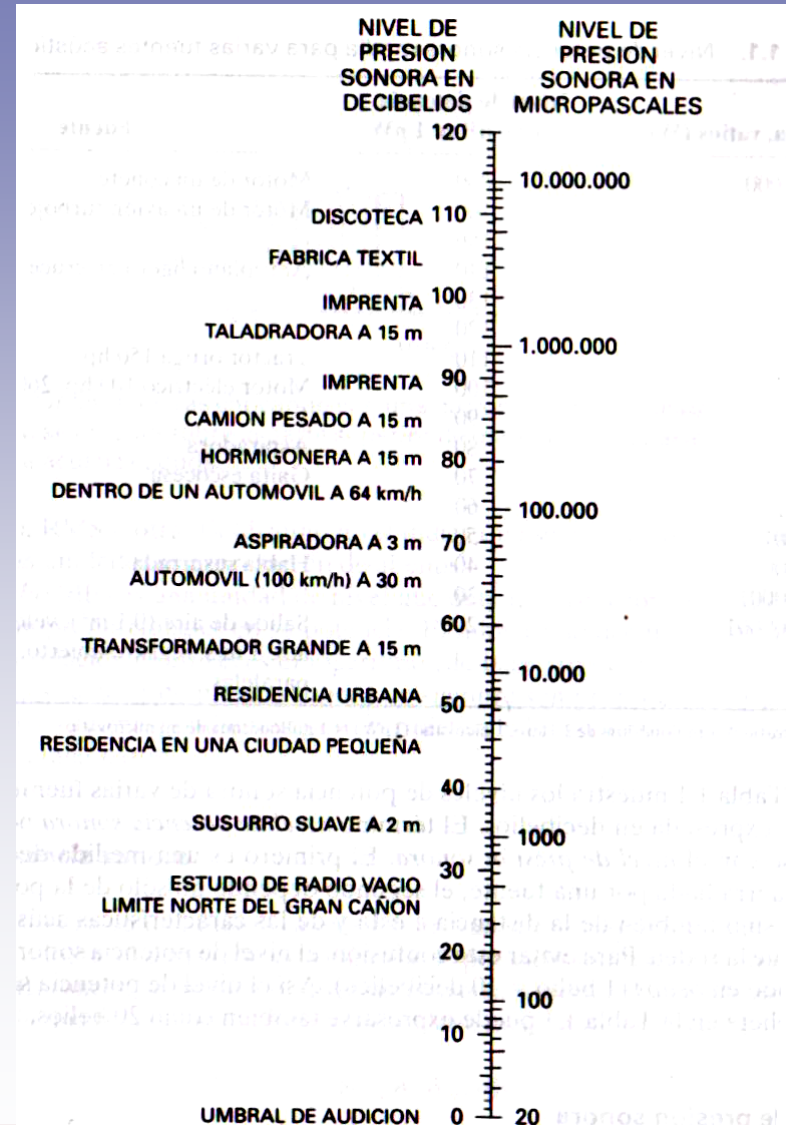 NIVEL DE PRESION SONORA EN DECIBELIOS
NIVEL DE PRESION SONORA EN MICROPASCALES
120
10.000.000
DISCOTECA 110
FABRICA TEXTIL
IMPRENTA 100
TALADRADORA A 15 m
1.000.000
IMPRENTA 90
CAMION PESADO A 15 m
HORMIGONERA A 15 m 80
DENTRO DE UN AUTOMOVIL A 64 km/h
100.000
ASPIRADORA A 3 m 70
AUTOMOVIL (100 km/h) A 30 m
60
TRANSFORMADOR GRANDE A 15 m
10.000
RESIDENCIA URBANA 50
RESIDENCIA EN UNA CIUDAD PEQUEÑA
40
SUSURRO SUAVE A 2 m
1000
30
ESTUDIO DE RADIO VACIO
LIMITE NORTE DEL GRAN CAÑON
20
100
10
UMBRAL DE AUDICION 0 20